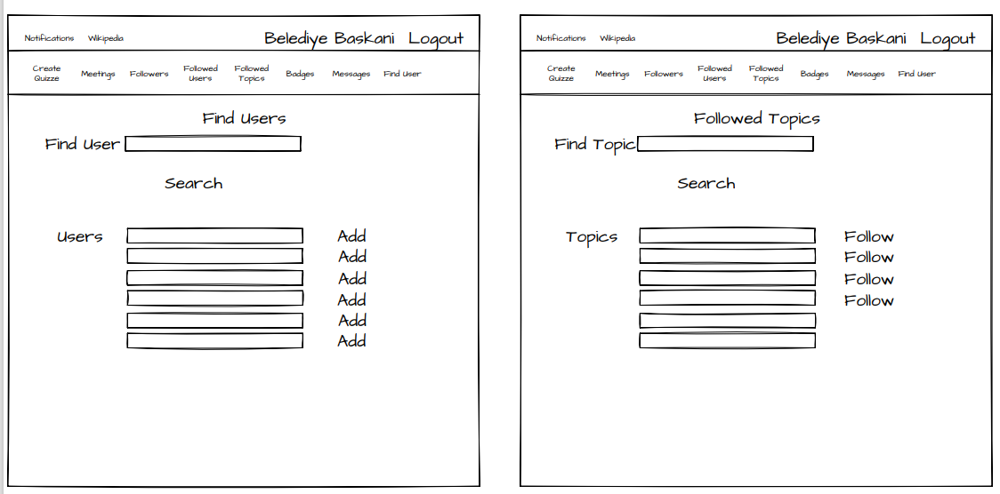 Notifications Wikipedia Belediye Baskani Logout
Create Quizze Meetings Followers Followed Users Followed Topics Badges Messages Find User
Find Users
Find User
Search
Users Add
Add
Add
Add
Add
Add
Notifications Wikipedia Belediye Baskani Logout
Create Quizze Meetings Followers Followed Users Followed Topics Badges Messages Find User
Followed Topics
Find Topic
Search
Topics Follow
Follow
Follow
Follow